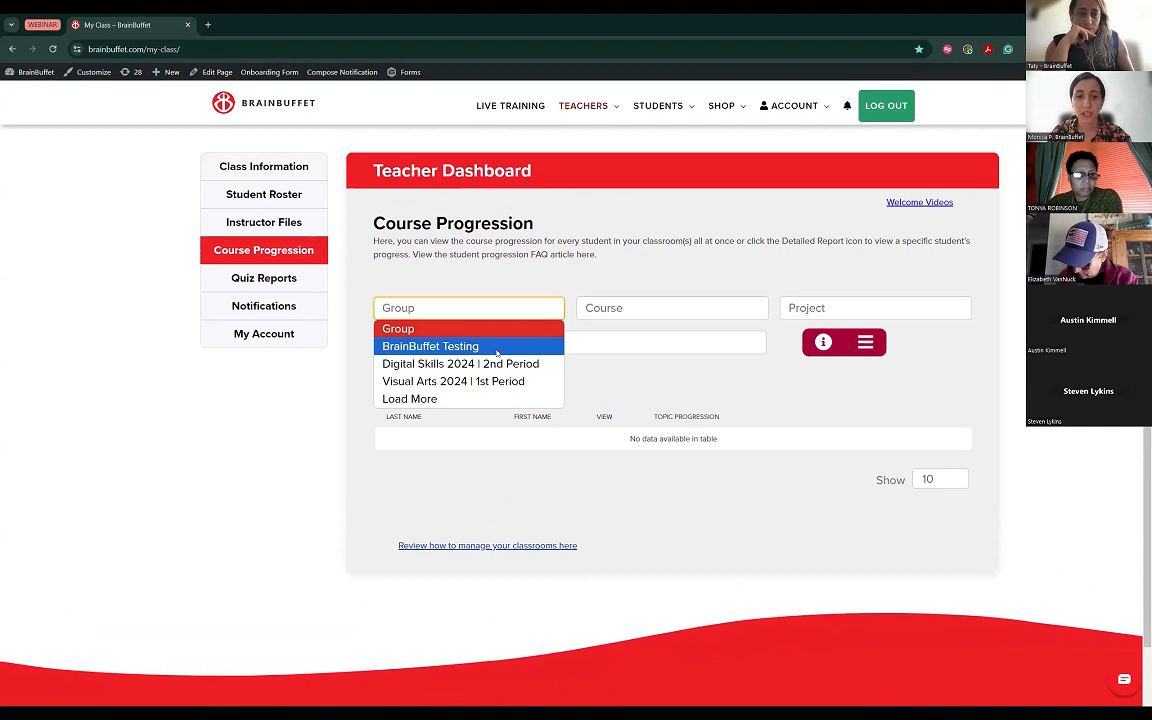 WEBINAR
My Class – BrainBuffet
brainbuffet.com/my-class/
BrainBuffet
Customize
28
New
Edit Page
Onboarding Form
Compose Notification
Forms
BRAINBUFFET
LIVE TRAINING
TEACHERS
STUDENTS
SHOP
ACCOUNT
LOG OUT
Class Information
Student Roster
Instructor Files
Course Progression
Quiz Reports
Notifications
My Account
Teacher Dashboard
Welcome Videos
Course Progression
Here, you can view the course progression for every student in your classroom(s) all at once or click the Detailed Report icon to view a specific student's
progress. View the student progression FAQ article here.
Group
Course
Project
Group
BrainBuffet Testing
Digital Skills 2024 | 2nd Period
Visual Arts 2024 | 1st Period
Load More
LAST NAME
FIRST NAME
VIEW
TOPIC PROGRESSION
No data available in table
Show
10
Review how to manage your classrooms here
Taty - BrainBuffet
Monica P. BrainBuffet
TONYA ROBINSON
Elizabeth VanNuck
Austin Kimmell
Austin Kimmell
Steven Lykins
Steven Lykins